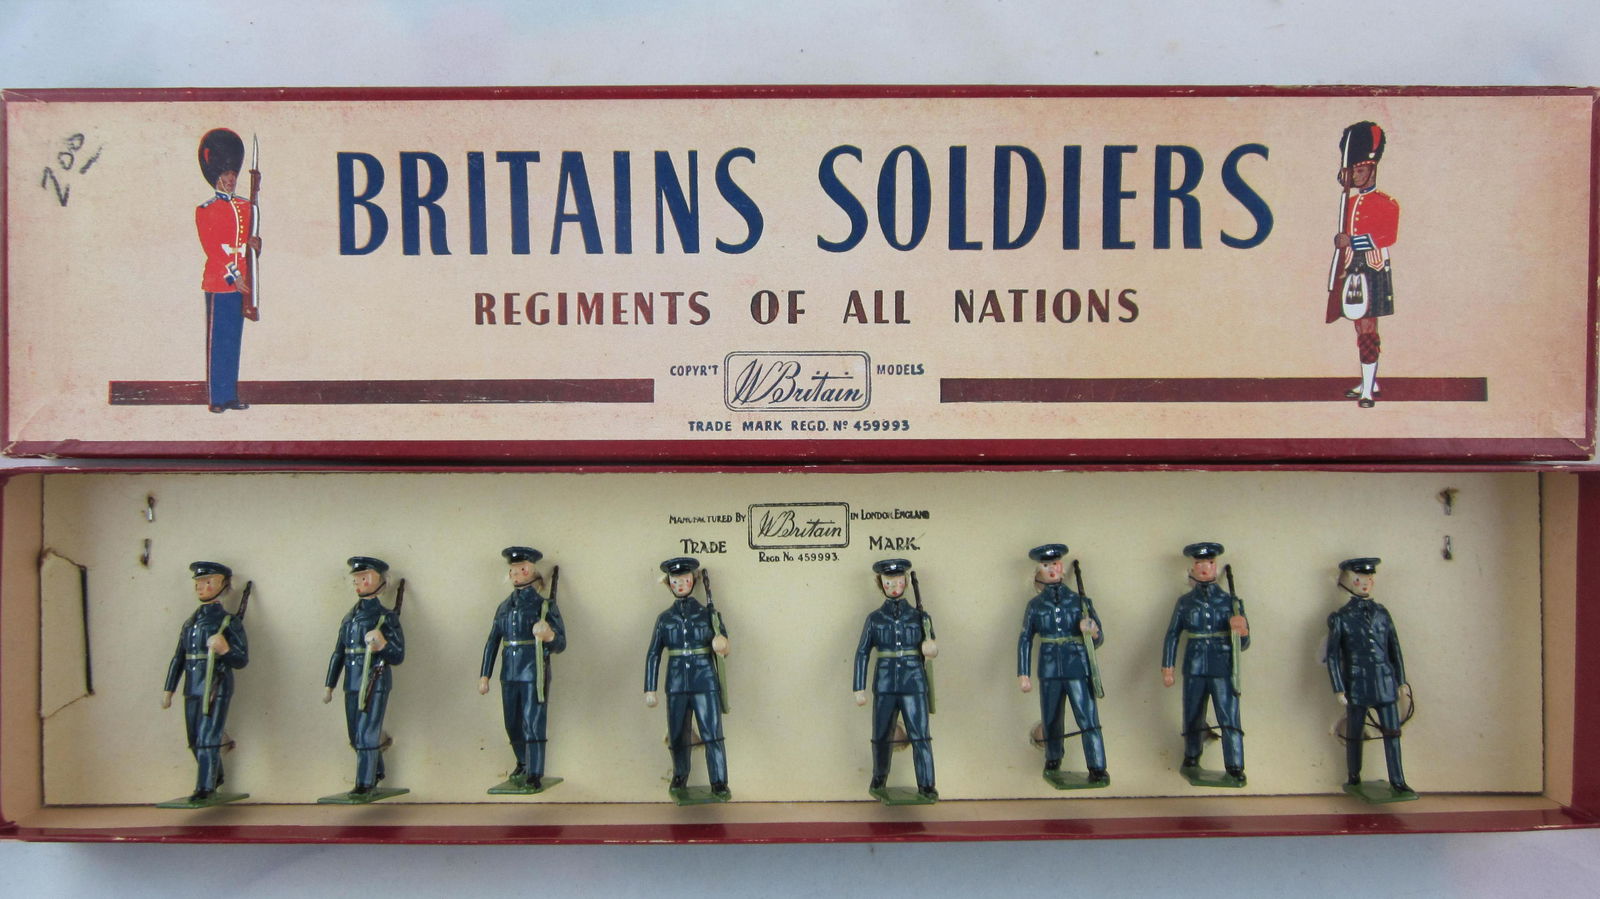 200
BRITAINS SOLDIERS
REGIMENTS OF ALL NATIONS
COPYR'T W Britain MODELS
TRADE MARK REGD. Nº 459993
MANUFACTURED BY W Britain IN LONDON, ENGLAND
TRADE MARK.
REGD. No. 459993.